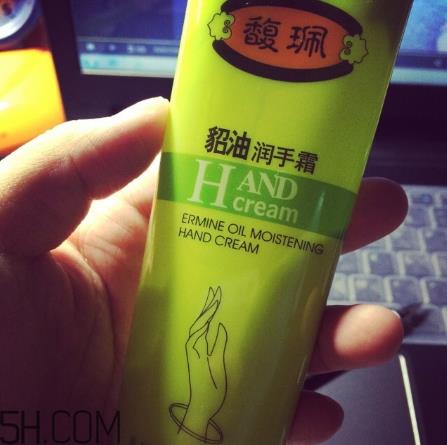 馥珮
貂油润手霜
HAND
cream
ERMINE OIL MOISTENING
HAND CREAM
5H.COM